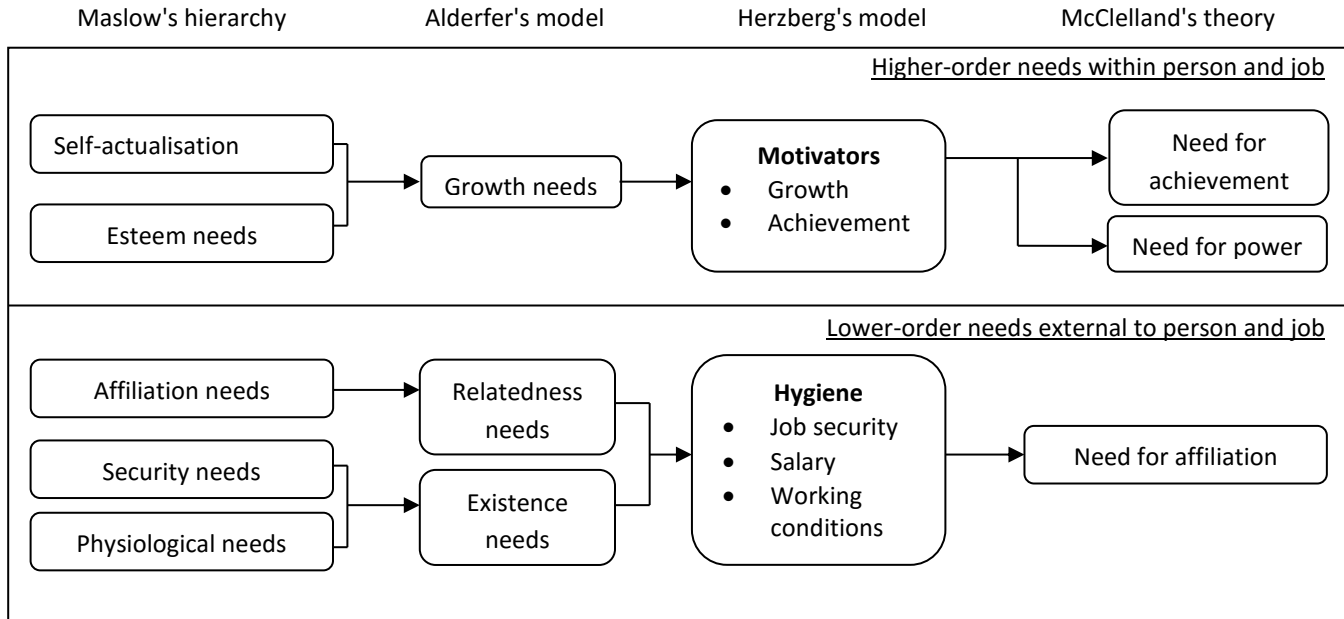 Maslow's hierarchy Alderfer's model Herzberg's model McClelland's theory
Higher-order needs within person and job
Self-actualisation
Esteem needs
Growth needs
Motivators
• Growth
• Achievement
Need for
achievement
Need for power
Lower-order needs external to person and job
Affiliation needs
Security needs
Physiological needs
Relatedness
needs
Existence
needs
Hygiene
• Job security
• Salary
• Working
conditions
Need for affiliation